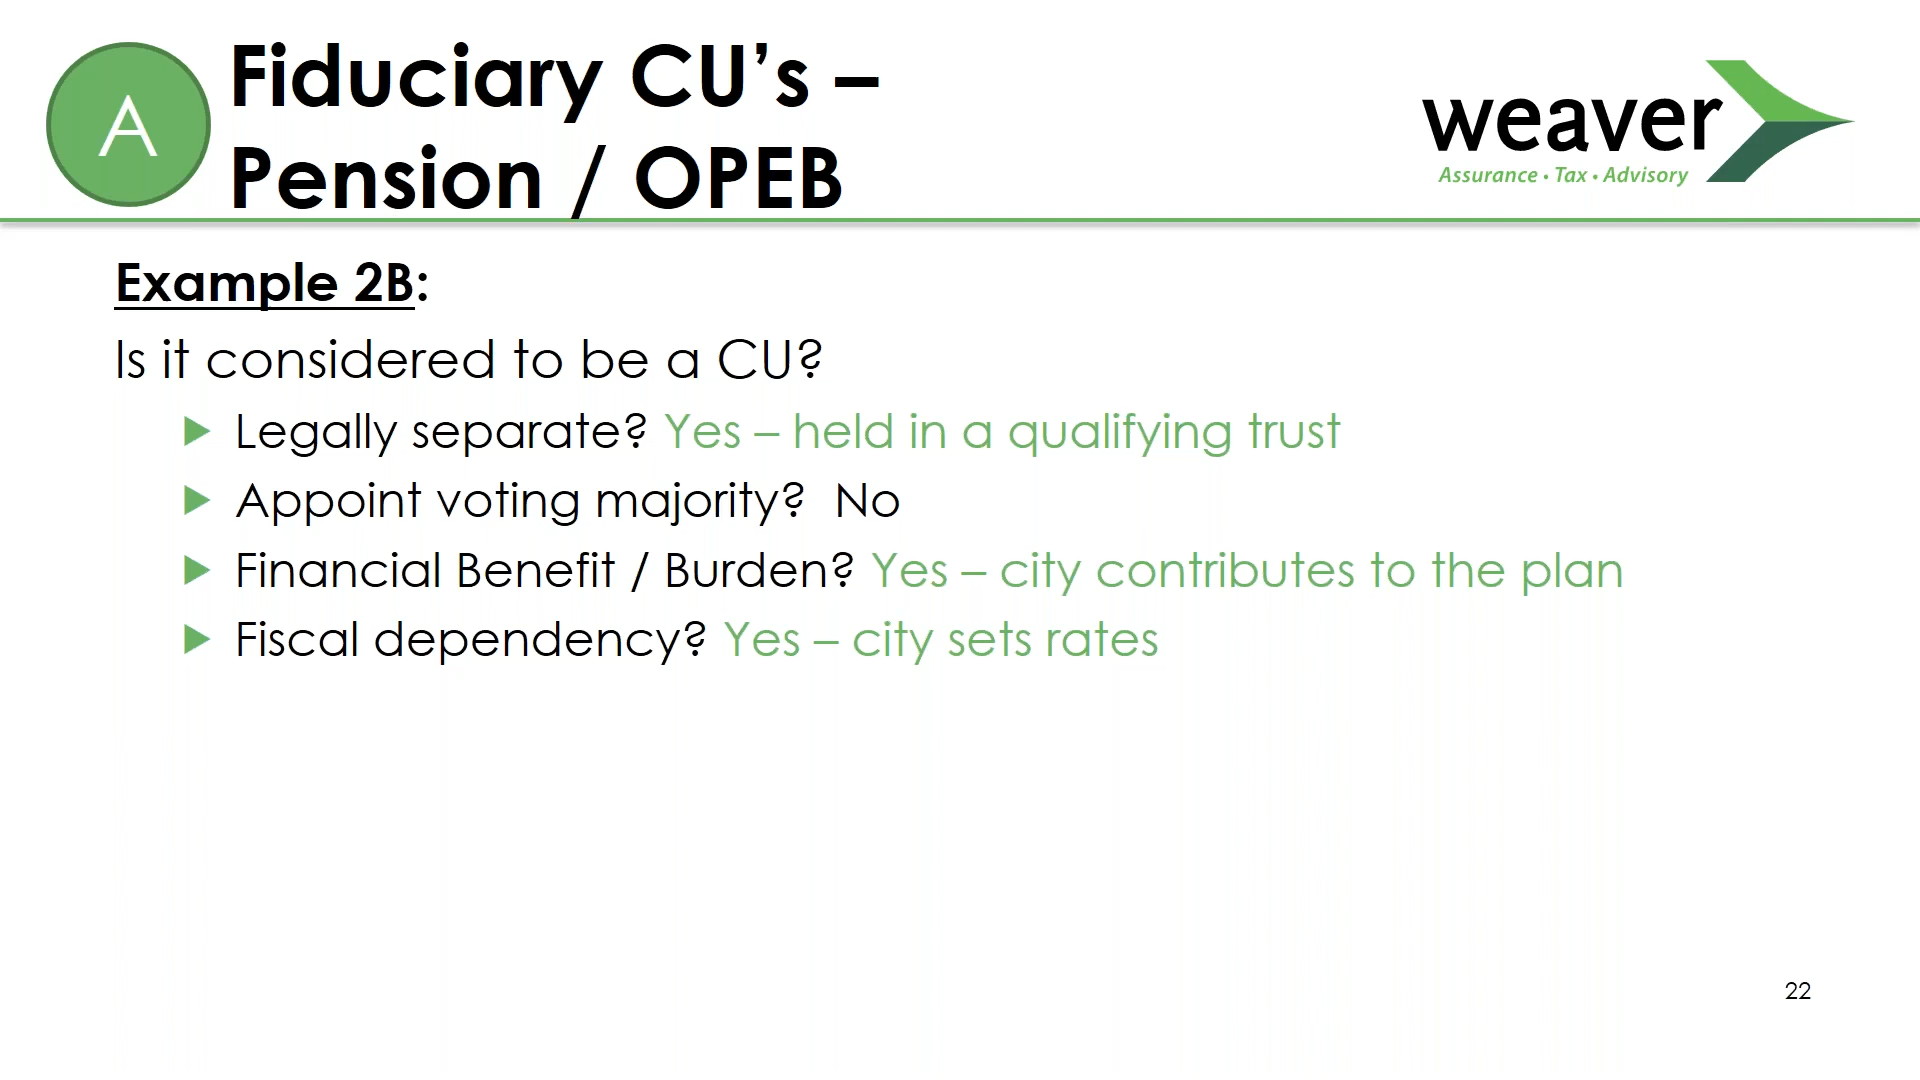 A
Fiduciary CU’s –
Pension / OPEB
weaver
Assurance • Tax • Advisory
Example 2B:
Is it considered to be a CU?
Legally separate? Yes – held in a qualifying trust
Appoint voting majority? No
Financial Benefit / Burden? Yes – city contributes to the plan
Fiscal dependency? Yes – city sets rates
22